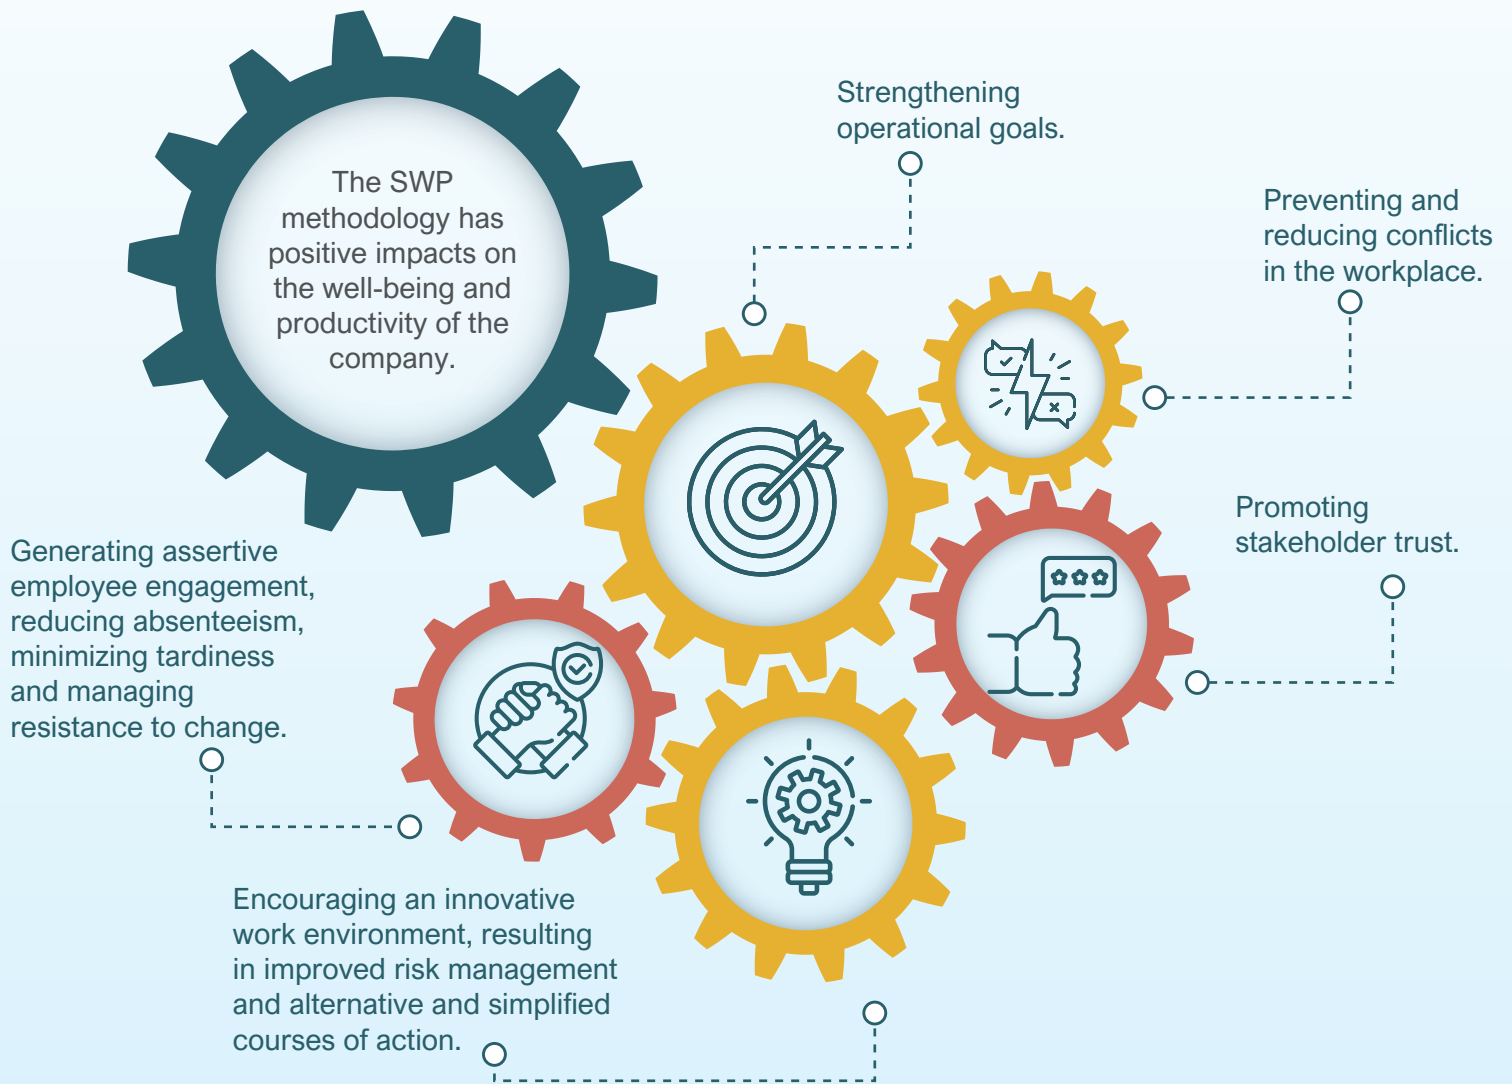 The SWP
methodology has
positive impacts on
the well-being and
productivity of the
company.
Strengthening
operational goals.
Preventing and
reducing conflicts
in the workplace.
Promoting
stakeholder trust.
Generating assertive
employee engagement,
reducing absenteeism,
minimizing tardiness
and managing
resistance to change.
Encouraging an innovative
work environment, resulting
in improved risk management
and alternative and simplified
courses of action.